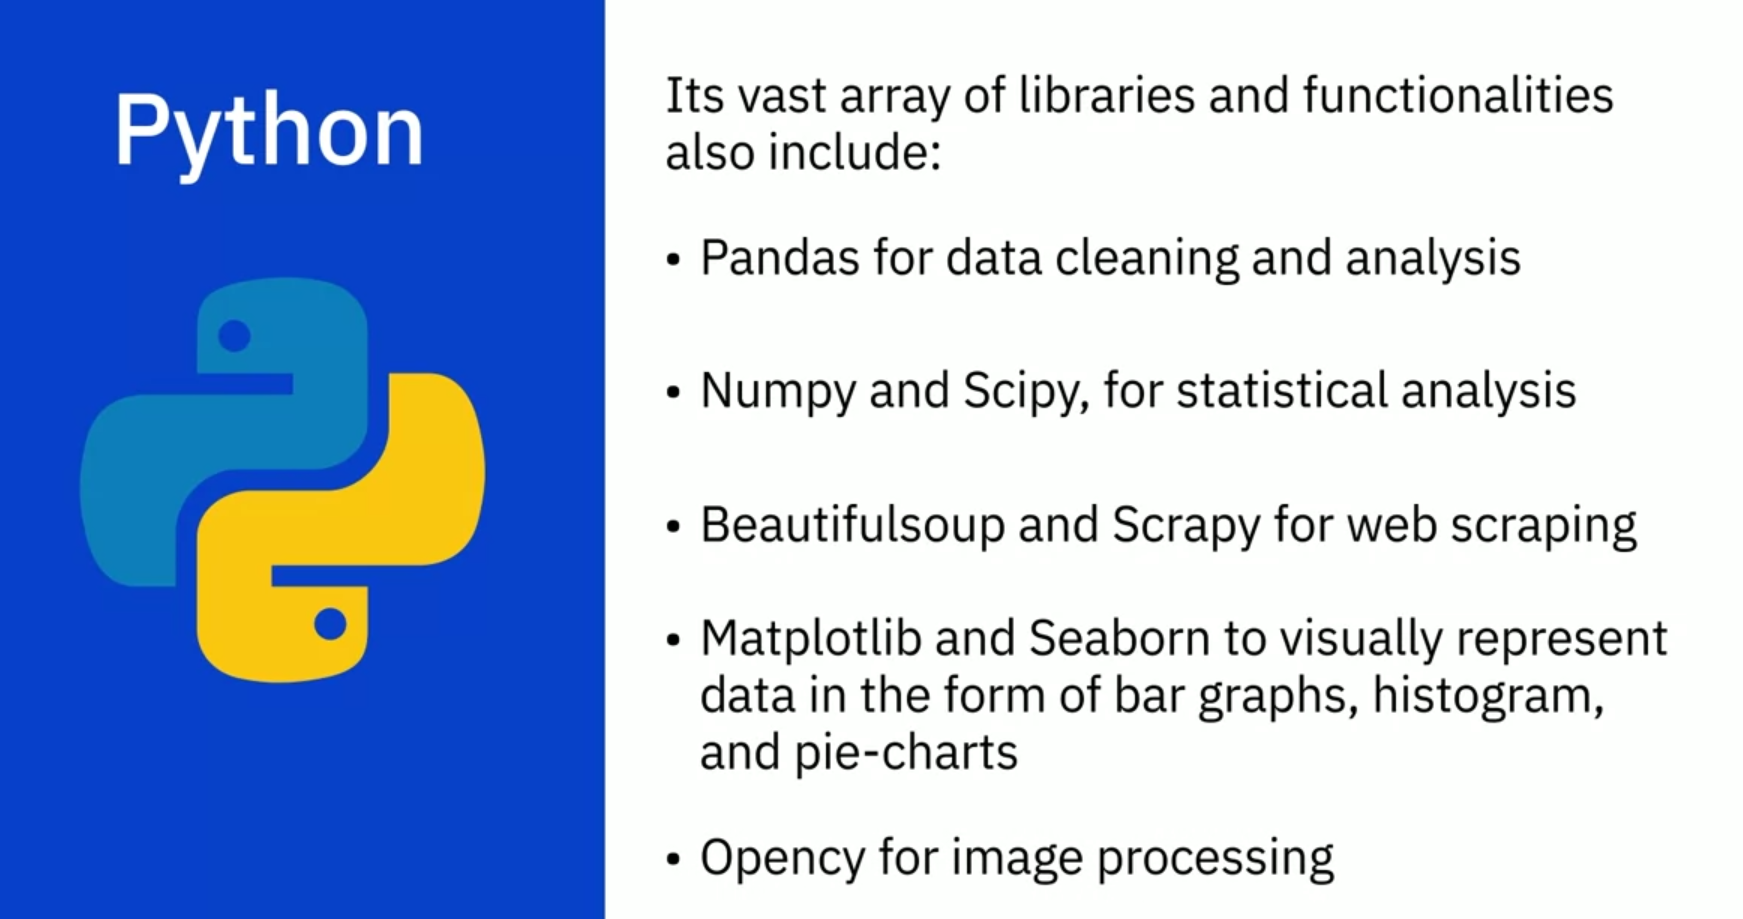 Python
Its vast array of libraries and functionalities
also include:
• Pandas for data cleaning and analysis
• Numpy and Scipy, for statistical analysis
• Beautifulsoup and Scrapy for web scraping
• Matplotlib and Seaborn to visually represent
data in the form of bar graphs, histogram,
and pie-charts
• Opency for image processing